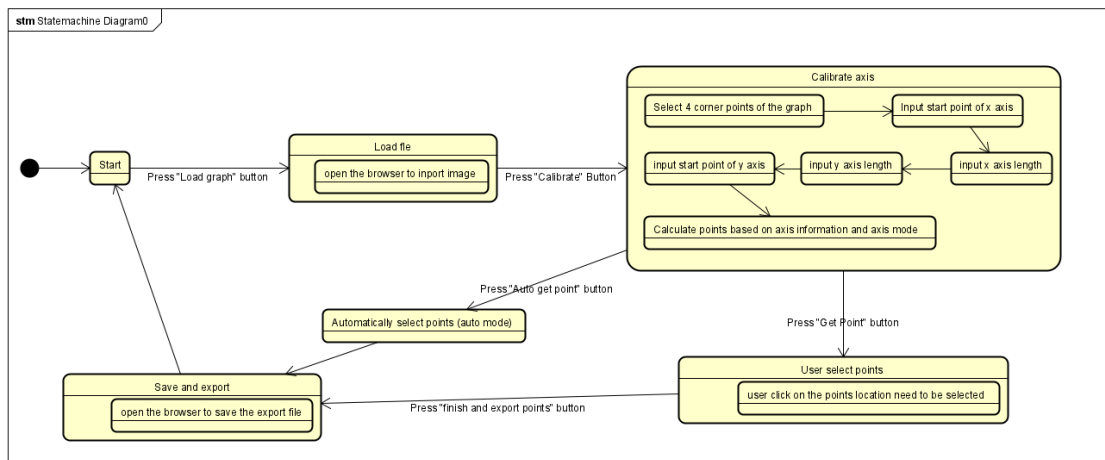 stm Statemachine Diagram0
Calibrate axis
Select 4 corner points of the graph
Input start point of x axis
Load fle
Start
open the browser to inport image
input start point of y axis
input y axis length
input x axis length
Press "Load graph" button
Press "Calibrate" Button
Calculate points based on axis information and axis mode
Press "Auto get point" button
Automatically select points (auto mode)
Press "Get Point" button
User select points
Save and export
user click on the points location need to be selected
open the browser to save the export file
Press "finish and export points" button